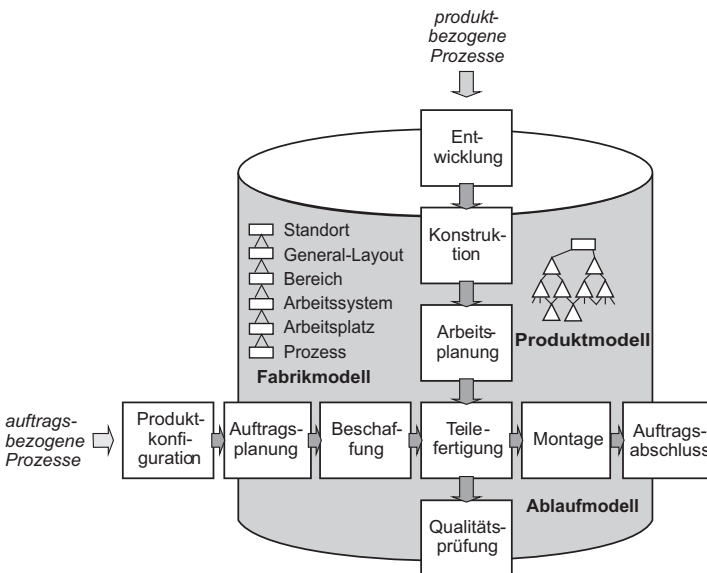 produkt-
bezogene
Prozesse
Ent-
wicklung
Konstruk-
tion
Standort
General-Layout
Bereich
Arbeitssystem
Arbeitsplatz
Prozess
Fabrikmodell
Arbeits-
planung
Produktmodell
auftrags-
bezogene
Prozesse
Produkt-
konfi-
guration
Auftrags-
planung
Beschaf-
fung
Teile-
fertigung
Montage
Auftrags-
abschluss
Ablaufmodell
Qualitäts-
prüfung